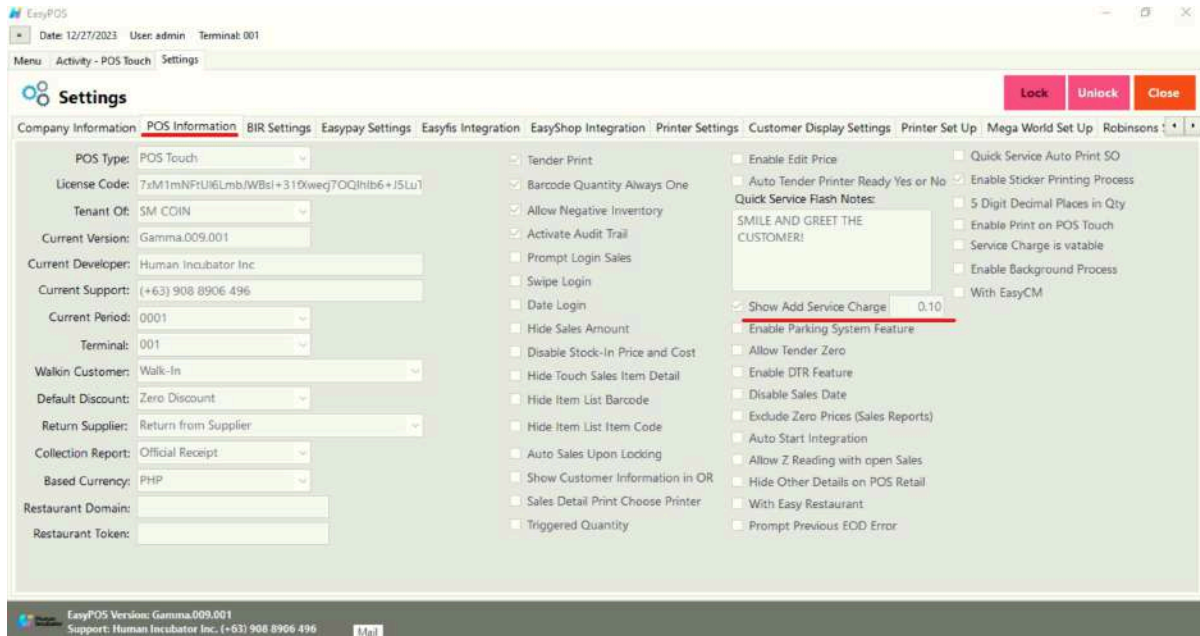 EasyPOS
Date: 12/27/2023 User: admin Terminal: 001
Menu Activity - POS Touch Settings
Settings
Lock Unlock Close
Company Information POS Information BIR Settings Easypay Settings Easyfis Integration EasyShop Integration Printer Settings Customer Display Settings Printer Set Up Mega World Set Up Robinsons
POS Type: POS Touch
License Code:
Tenant Of: SM COIN
Current Version: Gamma.009.001
Current Developer: Human Incubator Inc
Current Support: (+63) 908 8906 496
Current Period: 0001
Terminal: 001
Walkin Customer: Walk-In
Default Discount: Zero Discount
Return Supplier: Return from Supplier
Collection Report: Official Receipt
Based Currency: PHP
Restaurant Domain:
Restaurant Token:
Tender Print
Barcode Quantity Always One
Allow Negative Inventory
Activate Audit Trail
Prompt Login Sales
Swipe Login
Date Login
Hide Sales Amount
Disable Stock-In Price and Cost
Hide Touch Sales Item Detail
Hide Item List Barcode
Hide Item List Item Code
Auto Sales Upon Locking
Show Customer Information in OR
Sales Detail Print Choose Printer
Triggered Quantity
Enable Edit Price
Auto Tender Printer Ready Yes or No
Quick Service Flash Notes:
SMILE AND GREET THE
CUSTOMER!
Show Add Service Charge 0.10
Enable Parking System Feature
Allow Tender Zero
Enable DTR Feature
Disable Sales Date
Exclude Zero Prices (Sales Reports)
Auto Start Integration
Allow Z Reading with open Sales
Hide Other Details on POS Retail
With Easy Restaurant
Prompt Previous EOD Error
Quick Service Auto Print SO
Enable Sticker Printing Process
5 Digit Decimal Places in Qty
Enable Print on POS Touch
Service Charge is vatable
Enable Background Process
With EasyCM
EasyPOS Version: Gamma.009.001
Support: Human Incubator Inc. (+63) 908 8906 496
Mail